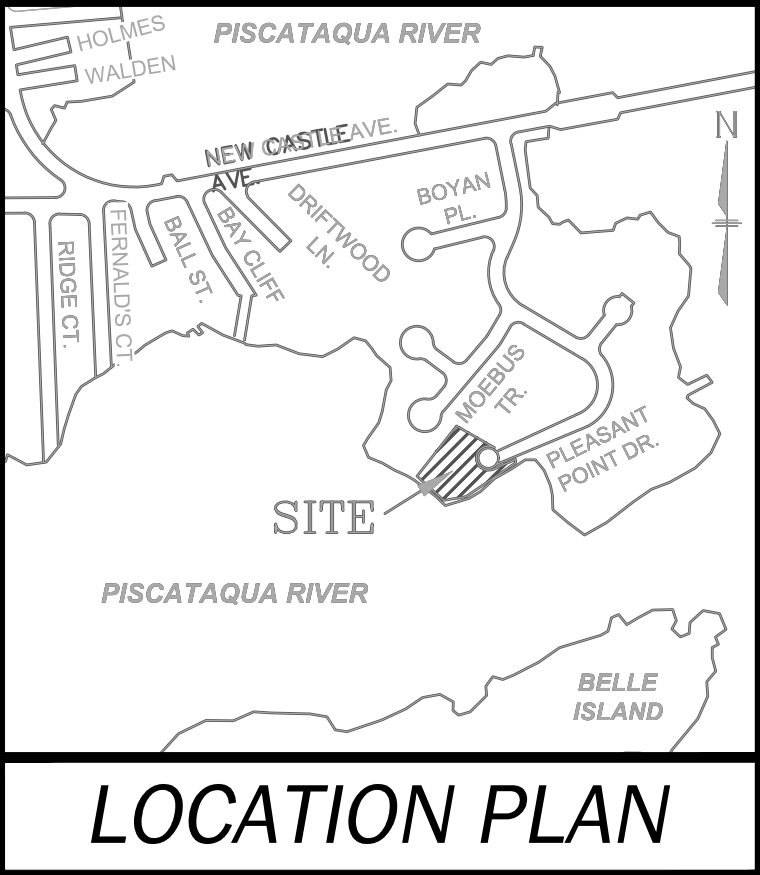 PISCATAQUA RIVER
HOLMES
WALDEN
NEW CASTLE AVE.
NEW CASTLE
AVE.
BOYAN
PL.
DRIFTWOOD
LN.
BAY CLIFF
BALL ST.
FERNALD'S CT.
RIDGE CT.
N
MOEBUS
TR.
PLEASANT
POINT DR.
SITE
PISCATAQUA RIVER
BELLE
ISLAND
LOCATION PLAN